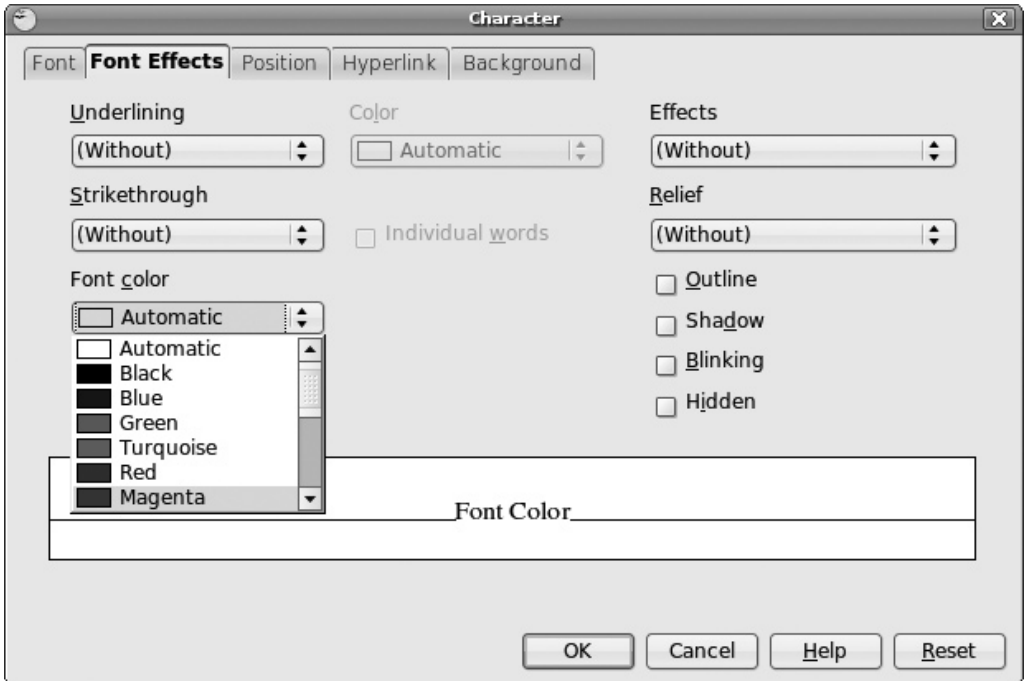 Character
Font Font Effects Position Hyperlink Background
Underlining Color Effects
(Without) Automatic (Without)
Strikethrough Relief
(Without) Individual words (Without)
Font color Outline
Automatic Shadow
Automatic
Black Blinking
Blue Hidden
Green
Turquoise
Red
Magenta
Font Color
OK Cancel Help Reset